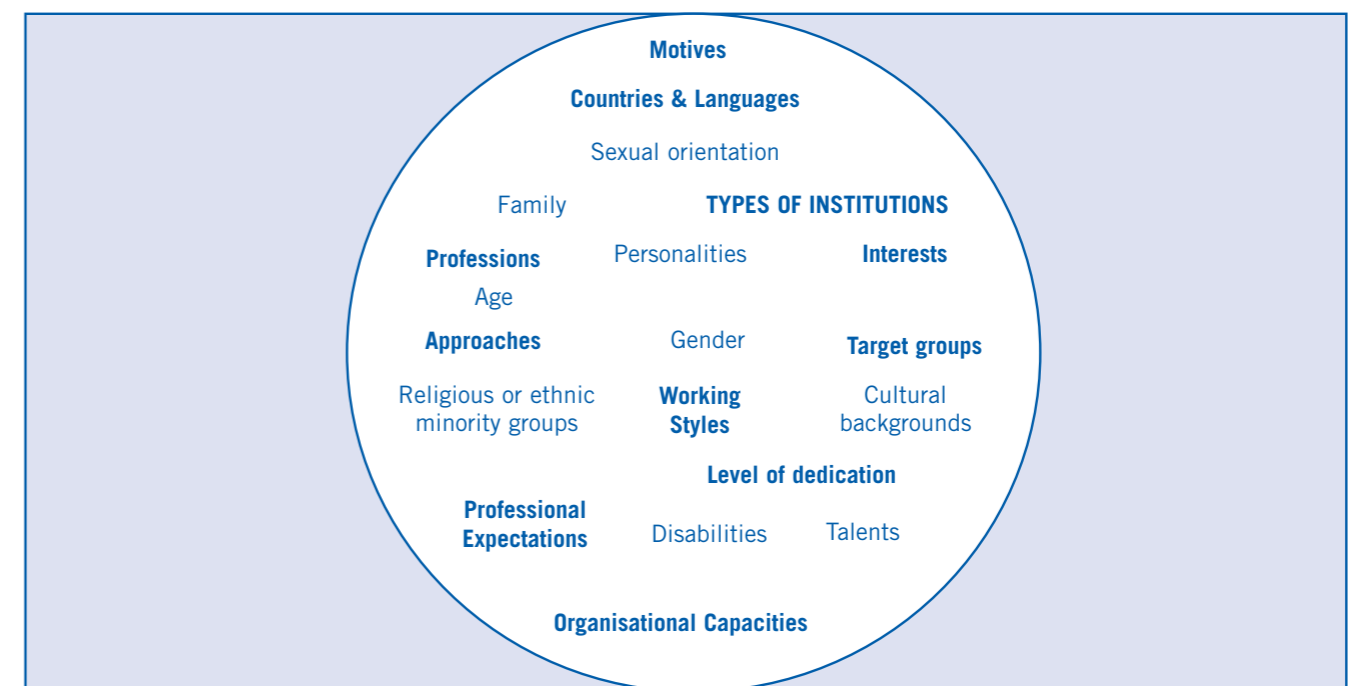 Motives
Countries & Languages
Sexual orientation
Family TYPES OF INSTITUTIONS
Professions Personalities Interests
Age
Approaches Gender Target groups
Religious or ethnic Working Cultural
minority groups Styles backgrounds
Level of dedication
Professional
Expectations Disabilities Talents
Organisational Capacities